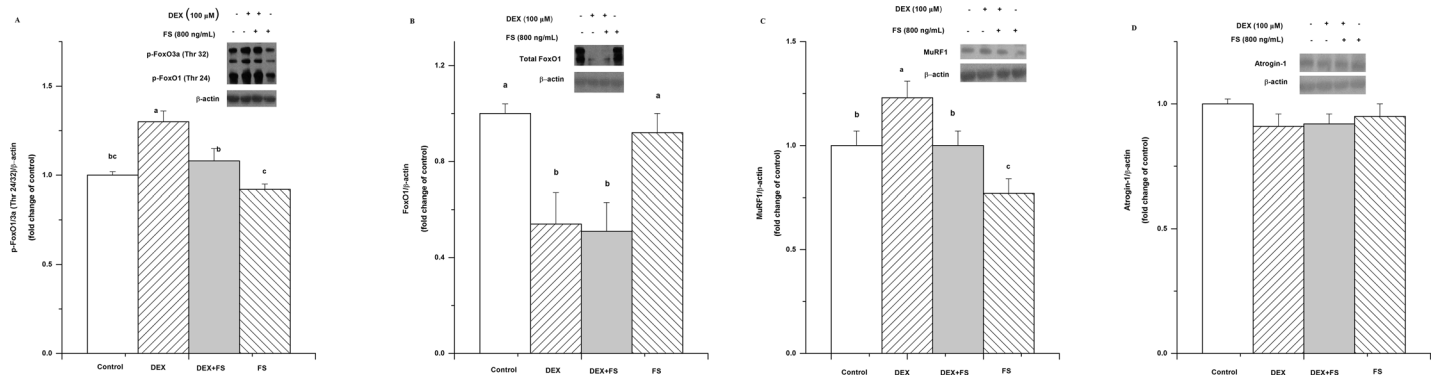 A
DEX (100 μM) - + + -
FS (800 ng/mL) - - + +
p-FoxO3a (Thr 32)
p-FoxO1 (Thr 24)
β-actin
p-FoxO1/3a (Thr 24/32)/β-actin
(fold change of control)
1.5
1.0
0.5
0.0
bc
a
b
c
Control DEX DEX+FS FS
B
DEX (100 μM) - + + -
FS (800 ng/mL) - - + +
Total FoxO1
β-actin
FoxO1/β-actin
(fold change of control)
1.2
0.8
0.4
0.0
a
b
b
a
Control DEX DEX+FS FS
C
DEX (100 μM) - + + -
FS (800 ng/mL) - - + +
MuRF1
β-actin
MuRF1/β-actin
(fold change of control)
1.5
1.0
0.5
0.0
b
a
b
c
Control DEX DEX+FS FS
D
DEX (100 μM) - + + -
FS (800 ng/mL) - - + +
Atrogin-1
β-actin
Atrogin-1/β-actin
(fold change of control)
1.0
0.5
0.0
Control DEX DEX+FS FS